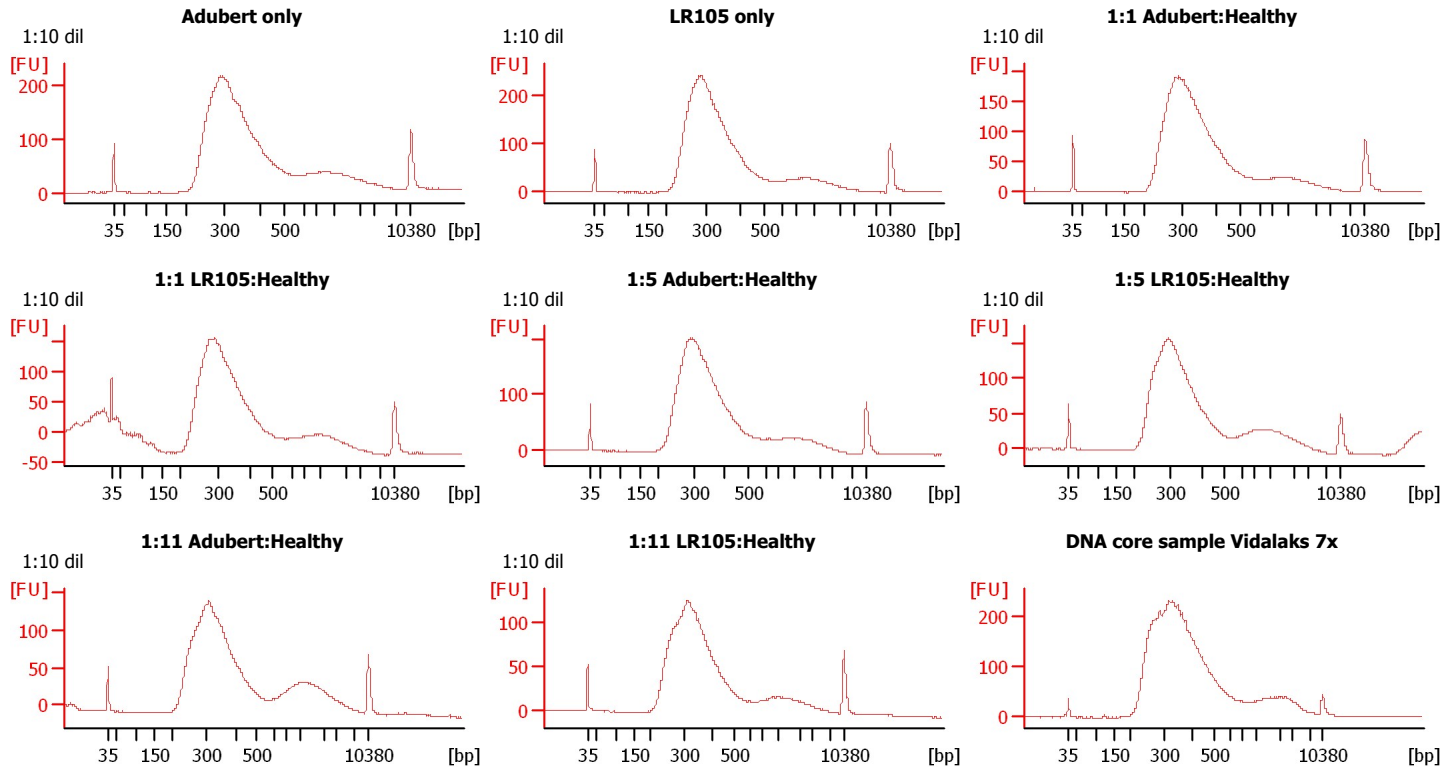 Adubert only
1:10 dil
[FU]
200
100
0
35 150 300 500 10380 [bp]
LR105 only
1:10 dil
[FU]
200
100
0
35 150 300 500 10380 [bp]
1:1 Adubert:Healthy
1:10 dil
[FU]
150
100
50
0
35 150 300 500 10380 [bp]
1:1 LR105:Healthy
1:10 dil
[FU]
100
50
0
-50
35 150 300 500 10380 [bp]
1:5 Adubert:Healthy
1:10 dil
[FU]
100
0
35 150 300 500 10380 [bp]
1:5 LR105:Healthy
1:10 dil
[FU]
100
50
0
35 150 300 500 10380 [bp]
1:11 Adubert:Healthy
1:10 dil
[FU]
100
50
0
35 150 300 500 10380 [bp]
1:11 LR105:Healthy
1:10 dil
[FU]
100
50
0
35 150 300 500 10380 [bp]
DNA core sample Vidalaks 7x
[FU]
200
100
0
35 150 300 500 10380 [bp]